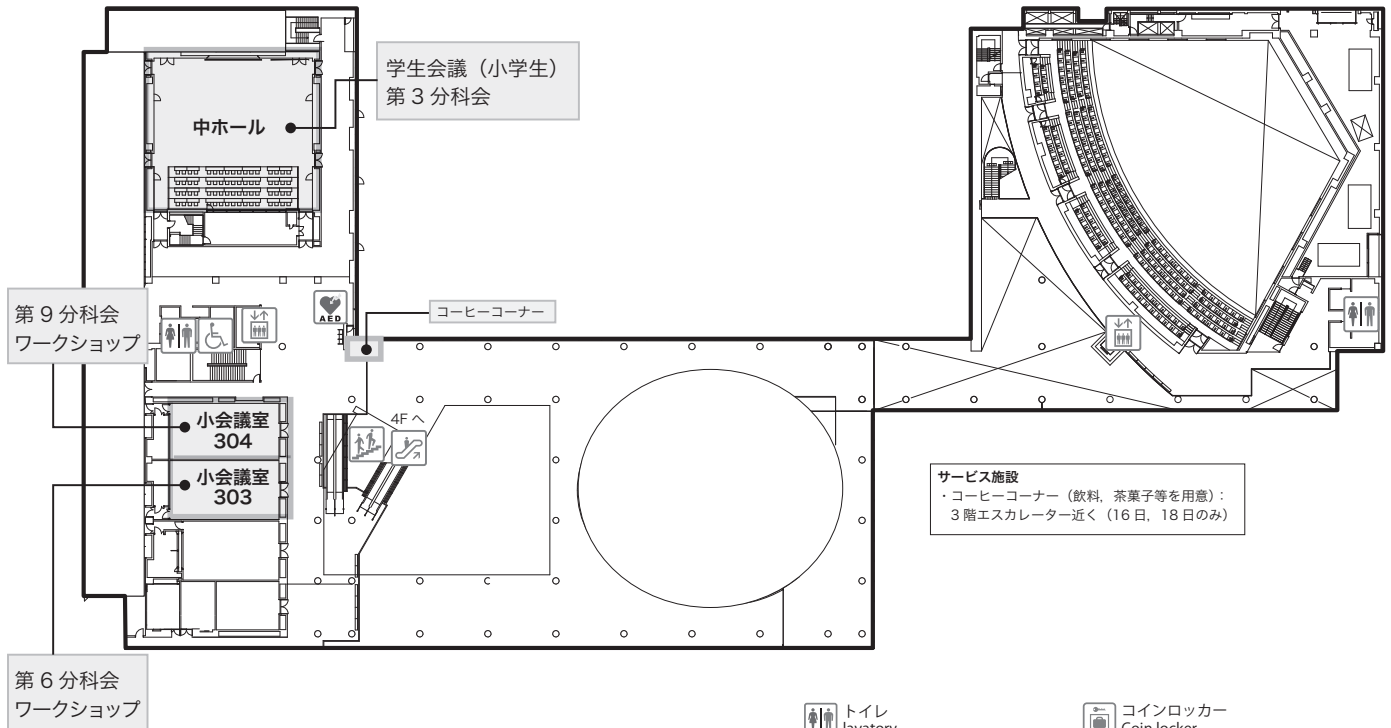 学生会議（小学生）
第 3 分科会
中ホール
第 9 分科会
ワークショップ
AED
コーヒーコーナー
4F へ
小会議室
304
小会議室
303
サービス施設
・コーヒーコーナー（飲料，茶菓子等を用意）：
3 階エスカレーター近く（16 日，18 日のみ）
第 6 分科会
ワークショップ
トイレ
lavatory
コインロッカー
Coin locker